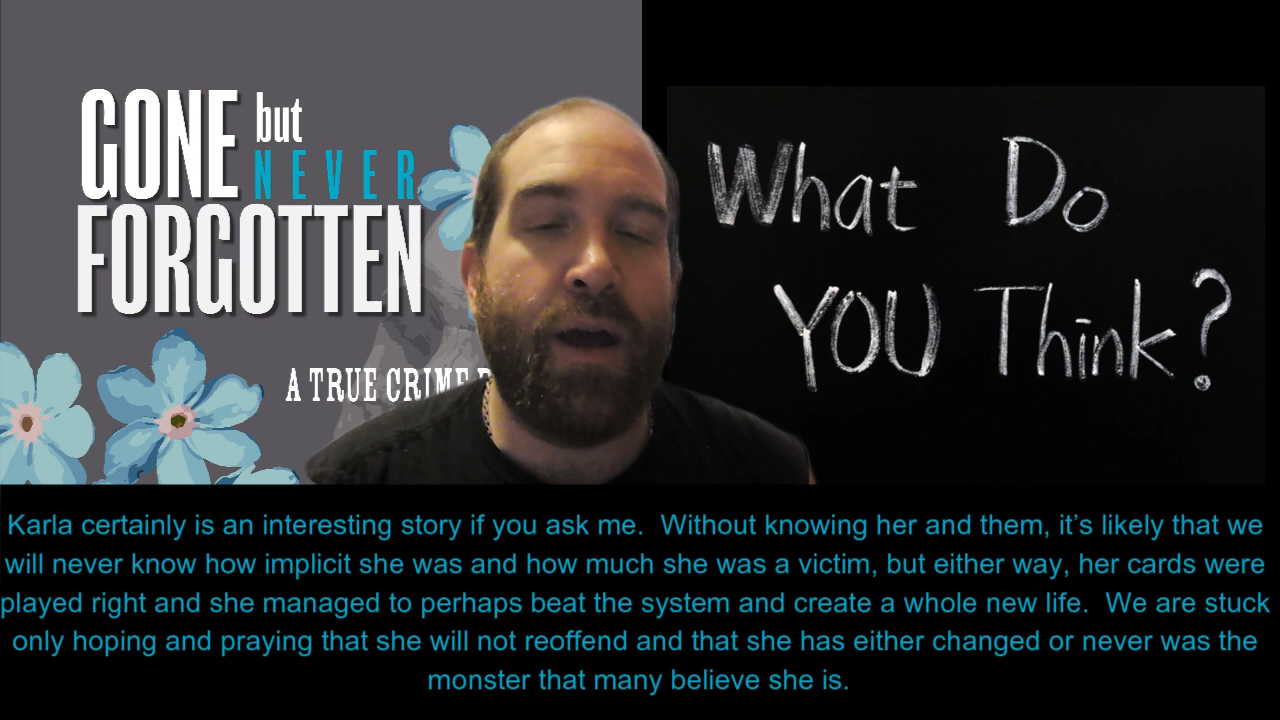 GONE but
NEVER
FORGOTTEN
A TRUE CRIME
What Do
YOU Think?
Karla certainly is an interesting story if you ask me. Without knowing her and them, it’s likely that we
will never know how implicit she was and how much she was a victim, but either way, her cards were
played right and she managed to perhaps beat the system and create a whole new life. We are stuck
only hoping and praying that she will not reoffend and that she has either changed or never was the
monster that many believe she is.